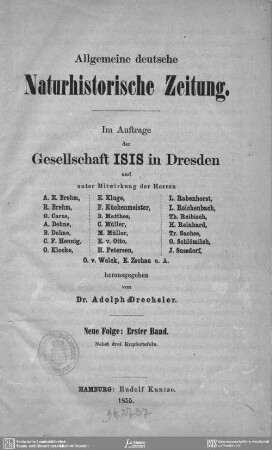 Allgemeine deutsche
Naturhistorische Zeitung.
Im Auftrage
der
Gesellschaft ISIS in Dresden
und
unter Mitwirkung der Herren
A. E. Brehm, E. Kluge, L. Rabenhorst,
R. Brehm, F. Küchenmeister, L. Reichenbach,
G. Carus, B. Matthes, Th. Reibisch,
A. Dehne, C. Müller, H. Reinhard,
B. Dehne, M. Müller, Tr. Sachse,
C. F. Hennig, E. v. Otto, O. Schlömilch,
O. Klocke, H. Petersen, J. Sussdorf,
C. v. Welck, E. Zschau u. A.
herausgegeben
von
Dr. Adolph Drechsler.
Neue Folge: Erster Band.
Nebst drei Kupfertafeln.
HAMBURG: Rudolf Kuntze.
1855.